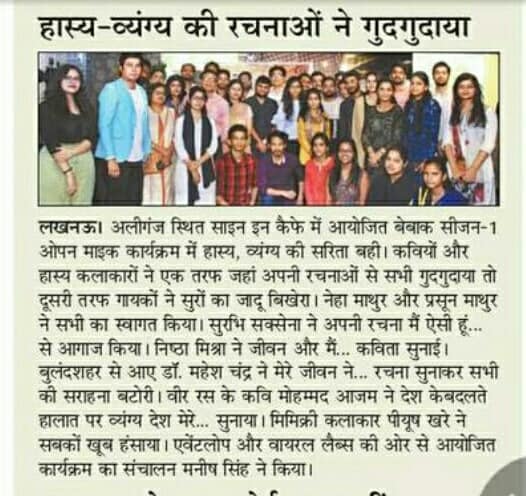 हास्य-व्यंग्य की रचनाओं ने गुदगुदाया
लखनऊ। अलीगंज स्थित साइन इन कैफे में आयोजित बेबाक सीजन-1
ओपन माइक कार्यक्रम में हास्य, व्यंग्य की सरिता बही। कवियों और
हास्य कलाकारों ने एक तरफ जहां अपनी रचनाओं से सभी गुदगुदाया तो
दूसरी तरफ गायकों ने सुरों का जादू बिखेरा। नेहा माथुर और प्रसून माथुर
ने सभी का स्वागत किया। सुरभि सक्सेना ने अपनी रचना मैं ऐसी हूं...
से आगाज किया। निष्ठा मिश्रा ने जीवन और मैं... कविता सुनाई।
बुलंदशहर से आए डॉ. महेश चंद्र ने मेरे जीवन ने... रचना सुनाकर सभी
की सराहना बटोरी। वीर रस के कवि मोहम्मद आजम ने देश केबदलते
हालात पर व्यंग्य देश मेरे... सुनाया। मिमिक्री कलाकार पीयूष खरे ने
सबकों खूब हंसाया। एवेंटलोप और वायरल लैब्स की ओर से आयोजित
कार्यक्रम का संचालन मनीष सिंह ने किया।